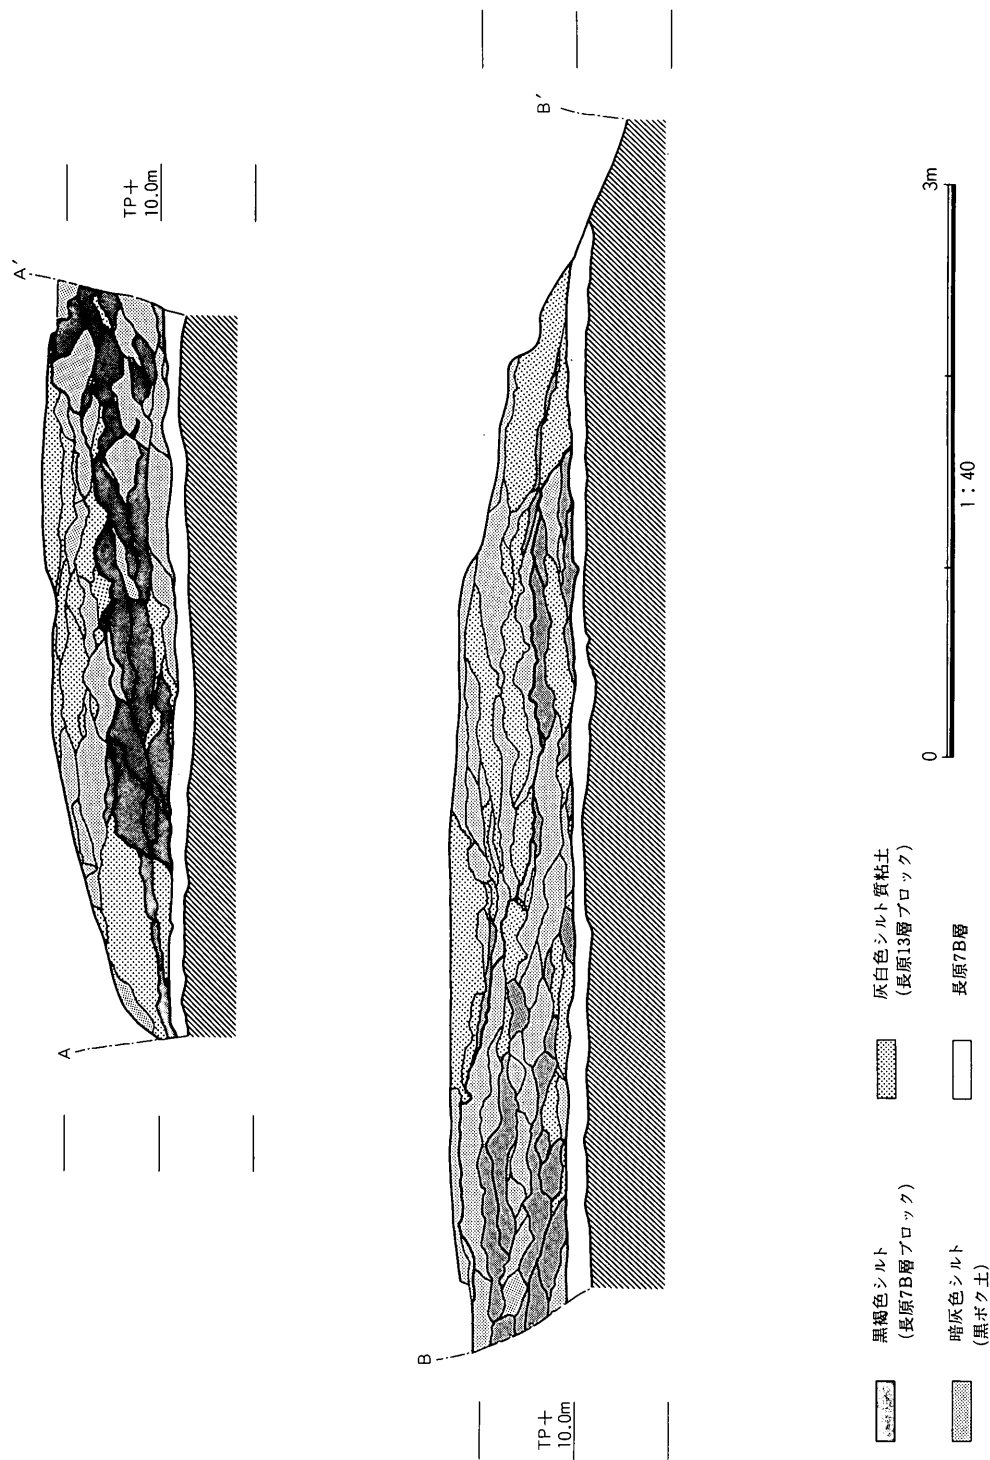 A
A′
TP+
10.0m
B
B′
TP+
10.0m
0
3m
1:40
黒褐色シルト
(長原7B層ブロック)
灰白色シルト質粘土
(長原13層ブロック)
暗灰色シルト
(黒ボク土)
長原7B層